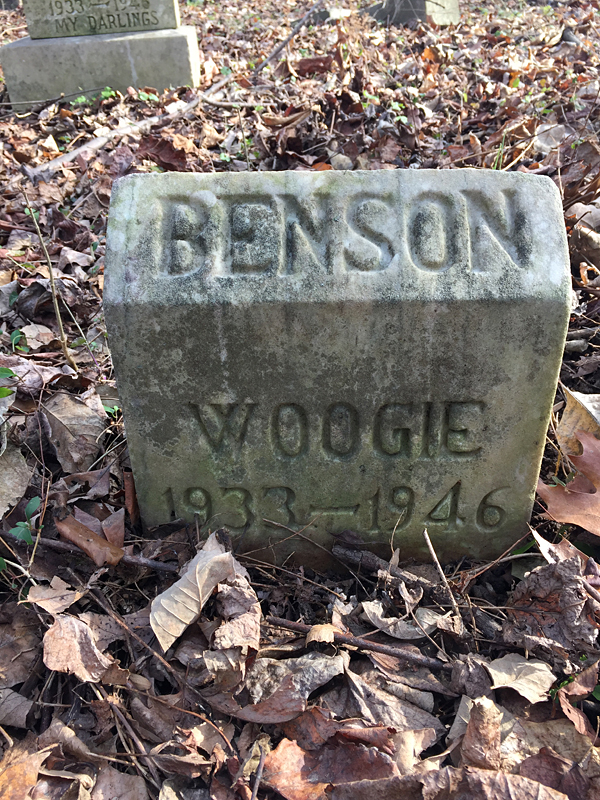 1933 — 1946
MY DARLINGS
BENSON
WOOGIE
1933 — 1946